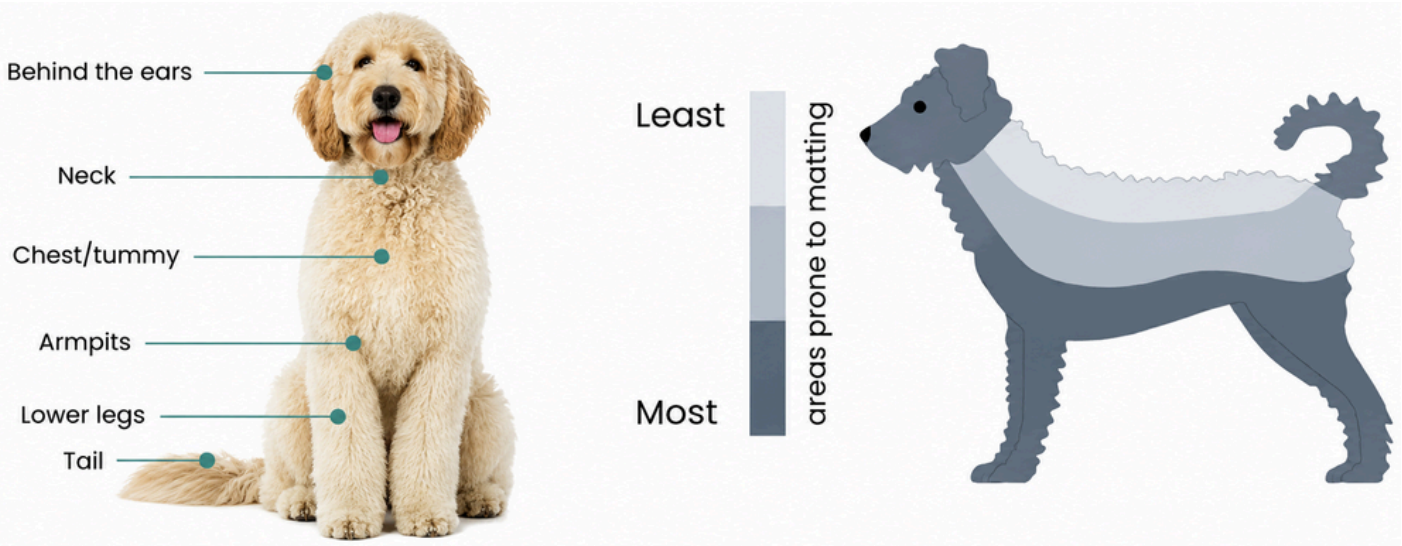 Behind the ears
Neck
Chest/tummy
Armpits
Lower legs
Tail
Least
Most
areas prone to matting